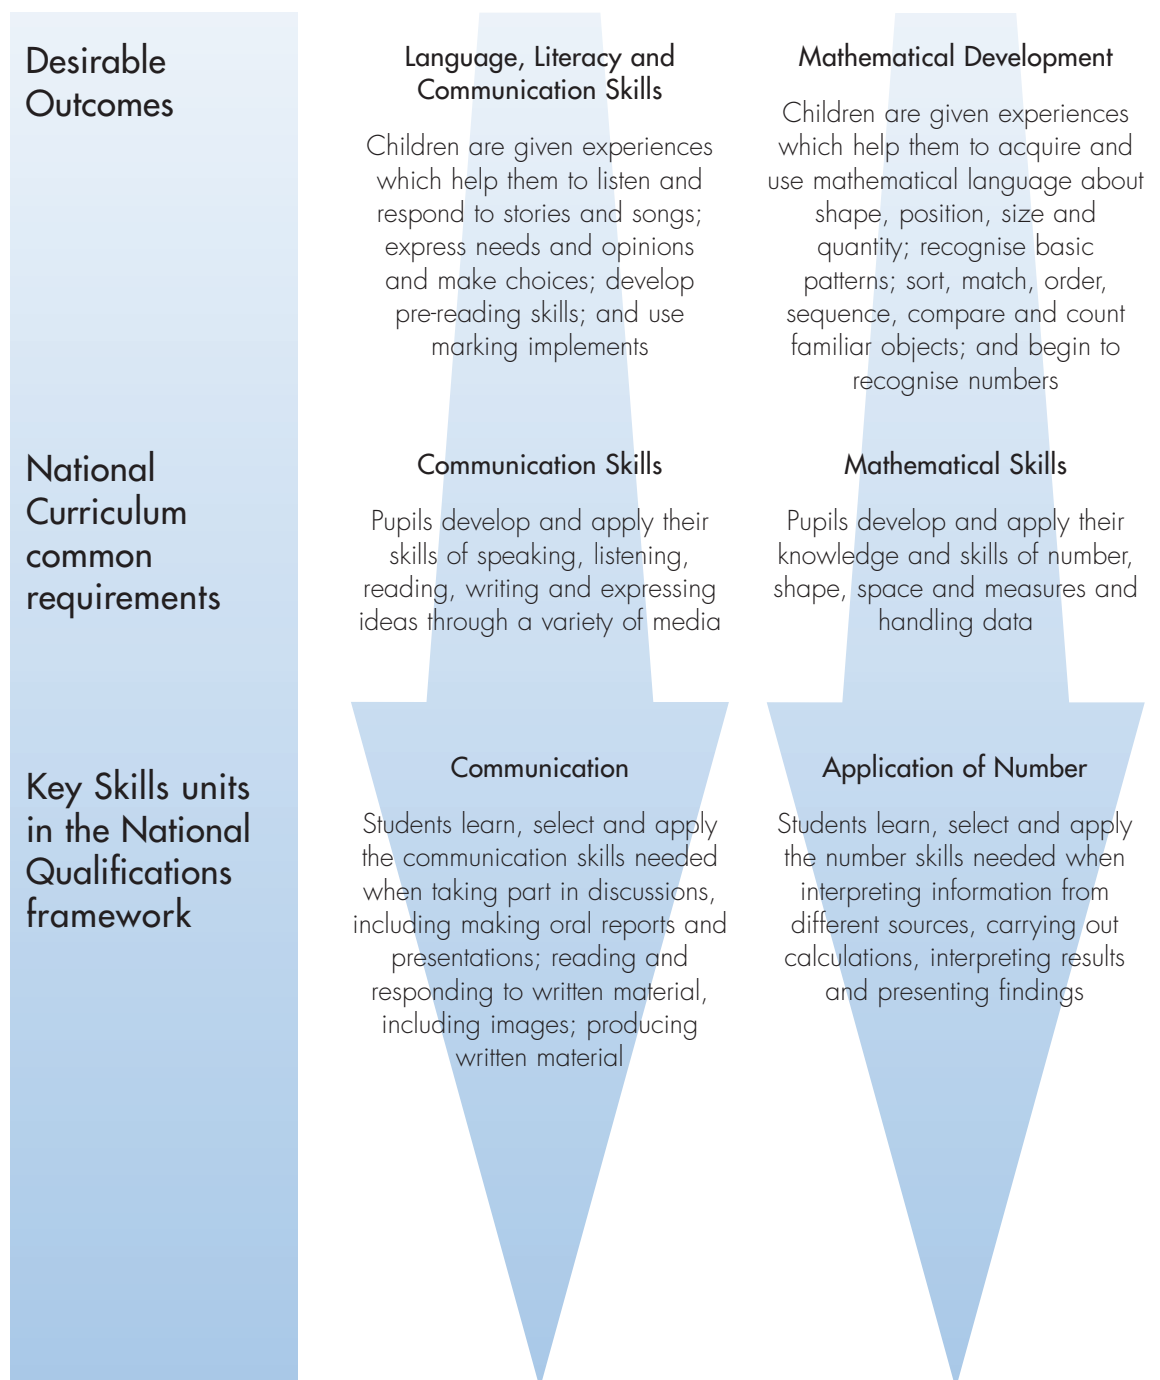 Desirable
Outcomes
Language, Literacy and
Communication Skills
Children are given experiences
which help them to listen and
respond to stories and songs;
express needs and opinions
and make choices; develop
pre-reading skills; and use
marking implements
Mathematical Development
Children are given experiences
which help them to acquire and
use mathematical language about
shape, position, size and
quantity; recognise basic
patterns; sort, match, order,
sequence, compare and count
familiar objects; and begin to
recognise numbers
National
Curriculum
common
requirements
Communication Skills
Pupils develop and apply their
skills of speaking, listening,
reading, writing and expressing
ideas through a variety of media
Mathematical Skills
Pupils develop and apply their
knowledge and skills of number,
shape, space and measures and
handling data
Key Skills units
in the National
Qualifications
framework
Communication
Students learn, select and apply
the communication skills needed
when taking part in discussions,
including making oral reports and
presentations; reading and
responding to written material,
including images; producing
written material
Application of Number
Students learn, select and apply
the number skills needed when
interpreting information from
different sources, carrying out
calculations, interpreting results
and presenting findings